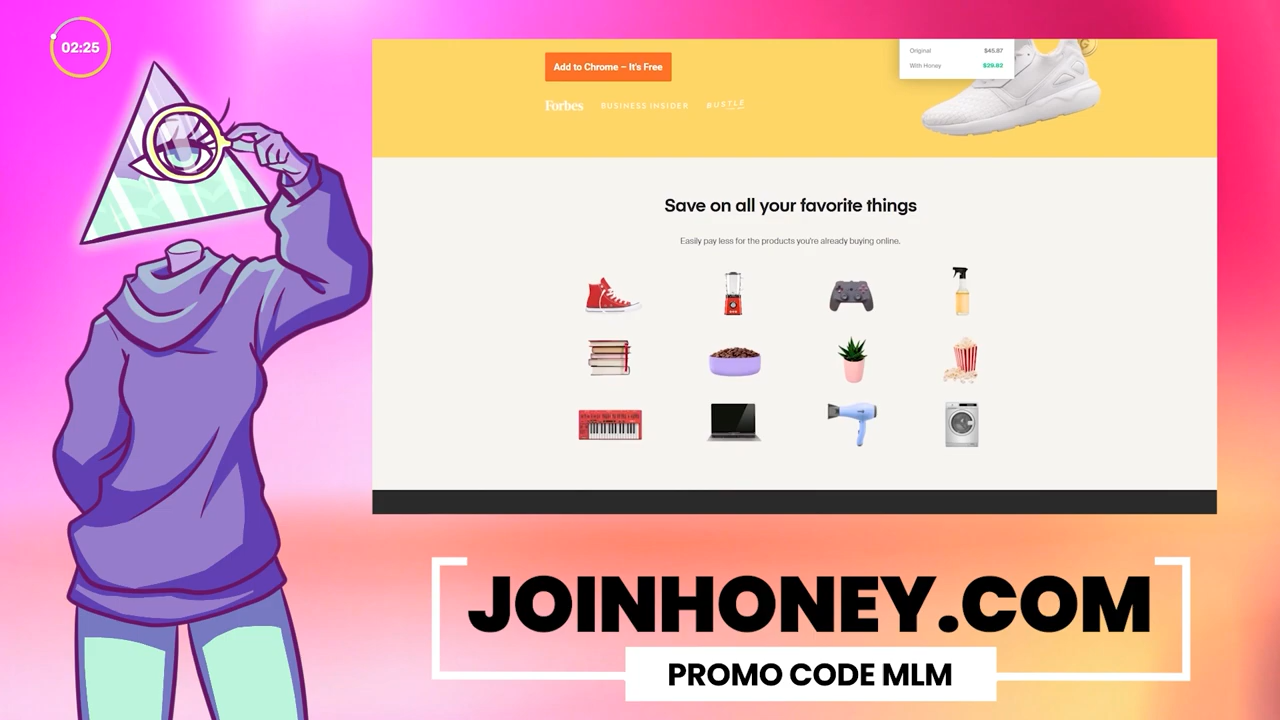 02:25
Add to Chrome – It's Free
Forbes BUSINESS INSIDER BUSTLE
Original $45.87
With Honey $29.82
G
Save on all your favorite things
Easily pay less for the products you're already buying online.
JOINHONEY.COM
PROMO CODE MLM